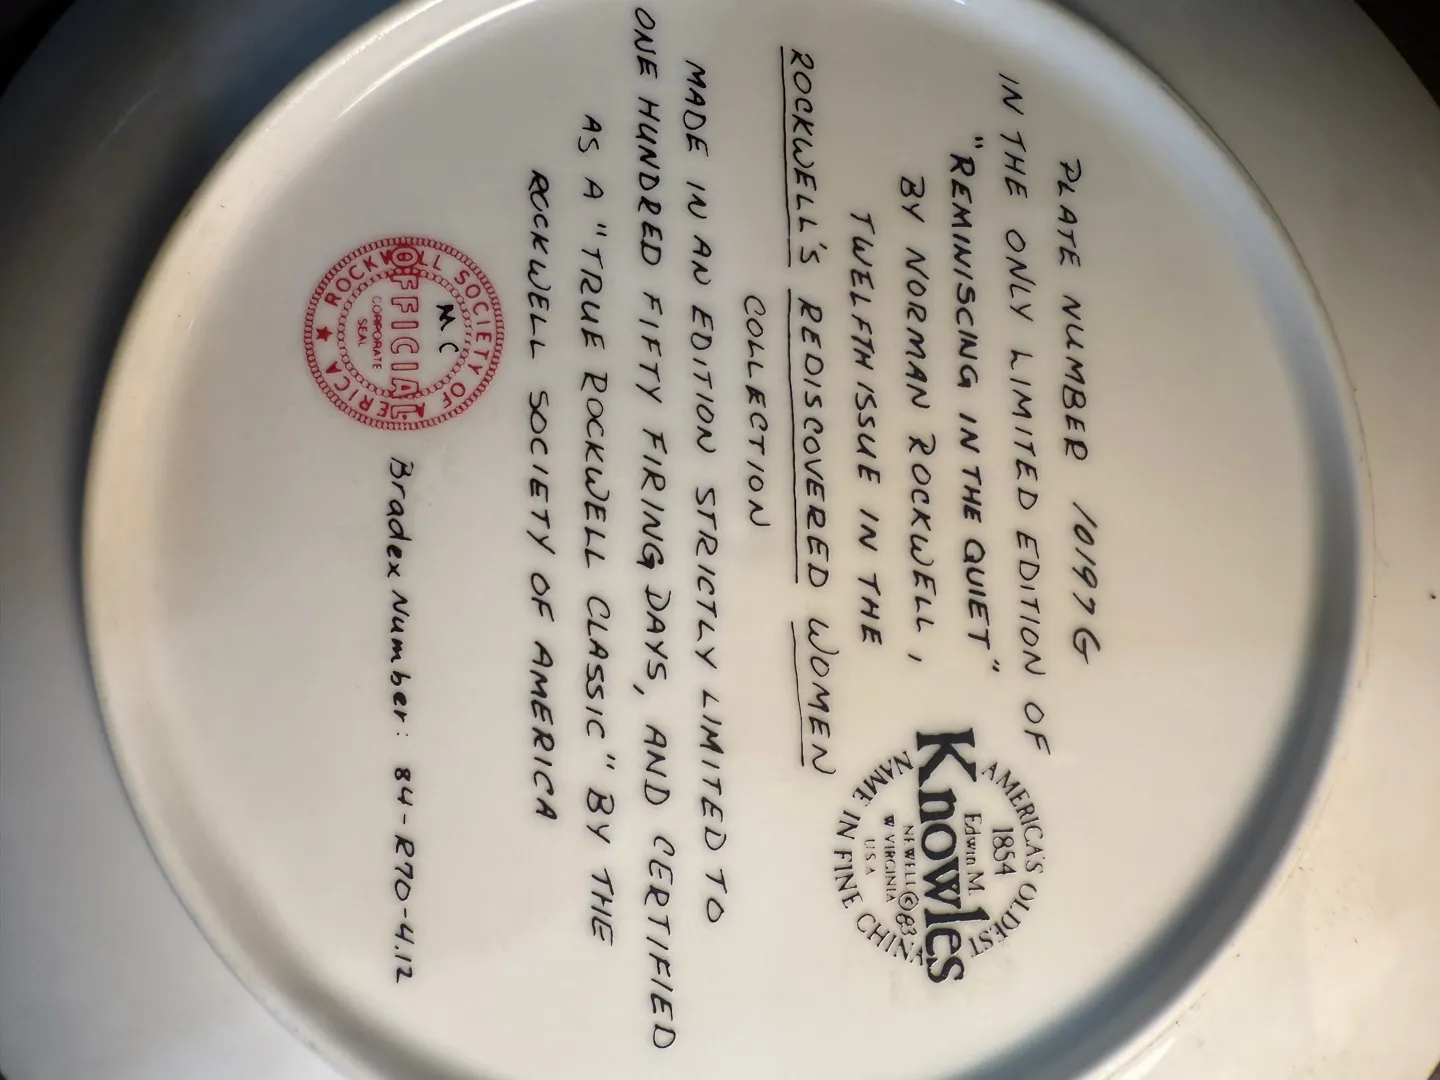 PLATE NUMBER 10197G
IN THE ONLY LIMITED EDITION OF
"REMINISCING IN THE QUIET"
BY NORMAN ROCKWELL,
TWELFTH ISSUE IN THE
ROCKWELL'S REDISCOVERED WOMEN
COLLECTION
MADE IN AN EDITION STRICTLY LIMITED TO
ONE HUNDRED FIFTY FIRING DAYS, AND CERTIFIED
AS A "TRUE ROCKWELL CLASSIC" BY THE
ROCKWELL SOCIETY OF AMERICA
AMERICA'S OLDEST
1854
Edwin M.
Knowles
NEWELL © 83
W VIRGINIA
U.S.A
NAME IN FINE CHINA
ROCKWELL SOCIETY OF AMERICA ★
M C
OFFICIAL
CORPORATE
SEAL
Bradex Number: 84-R70-4.12